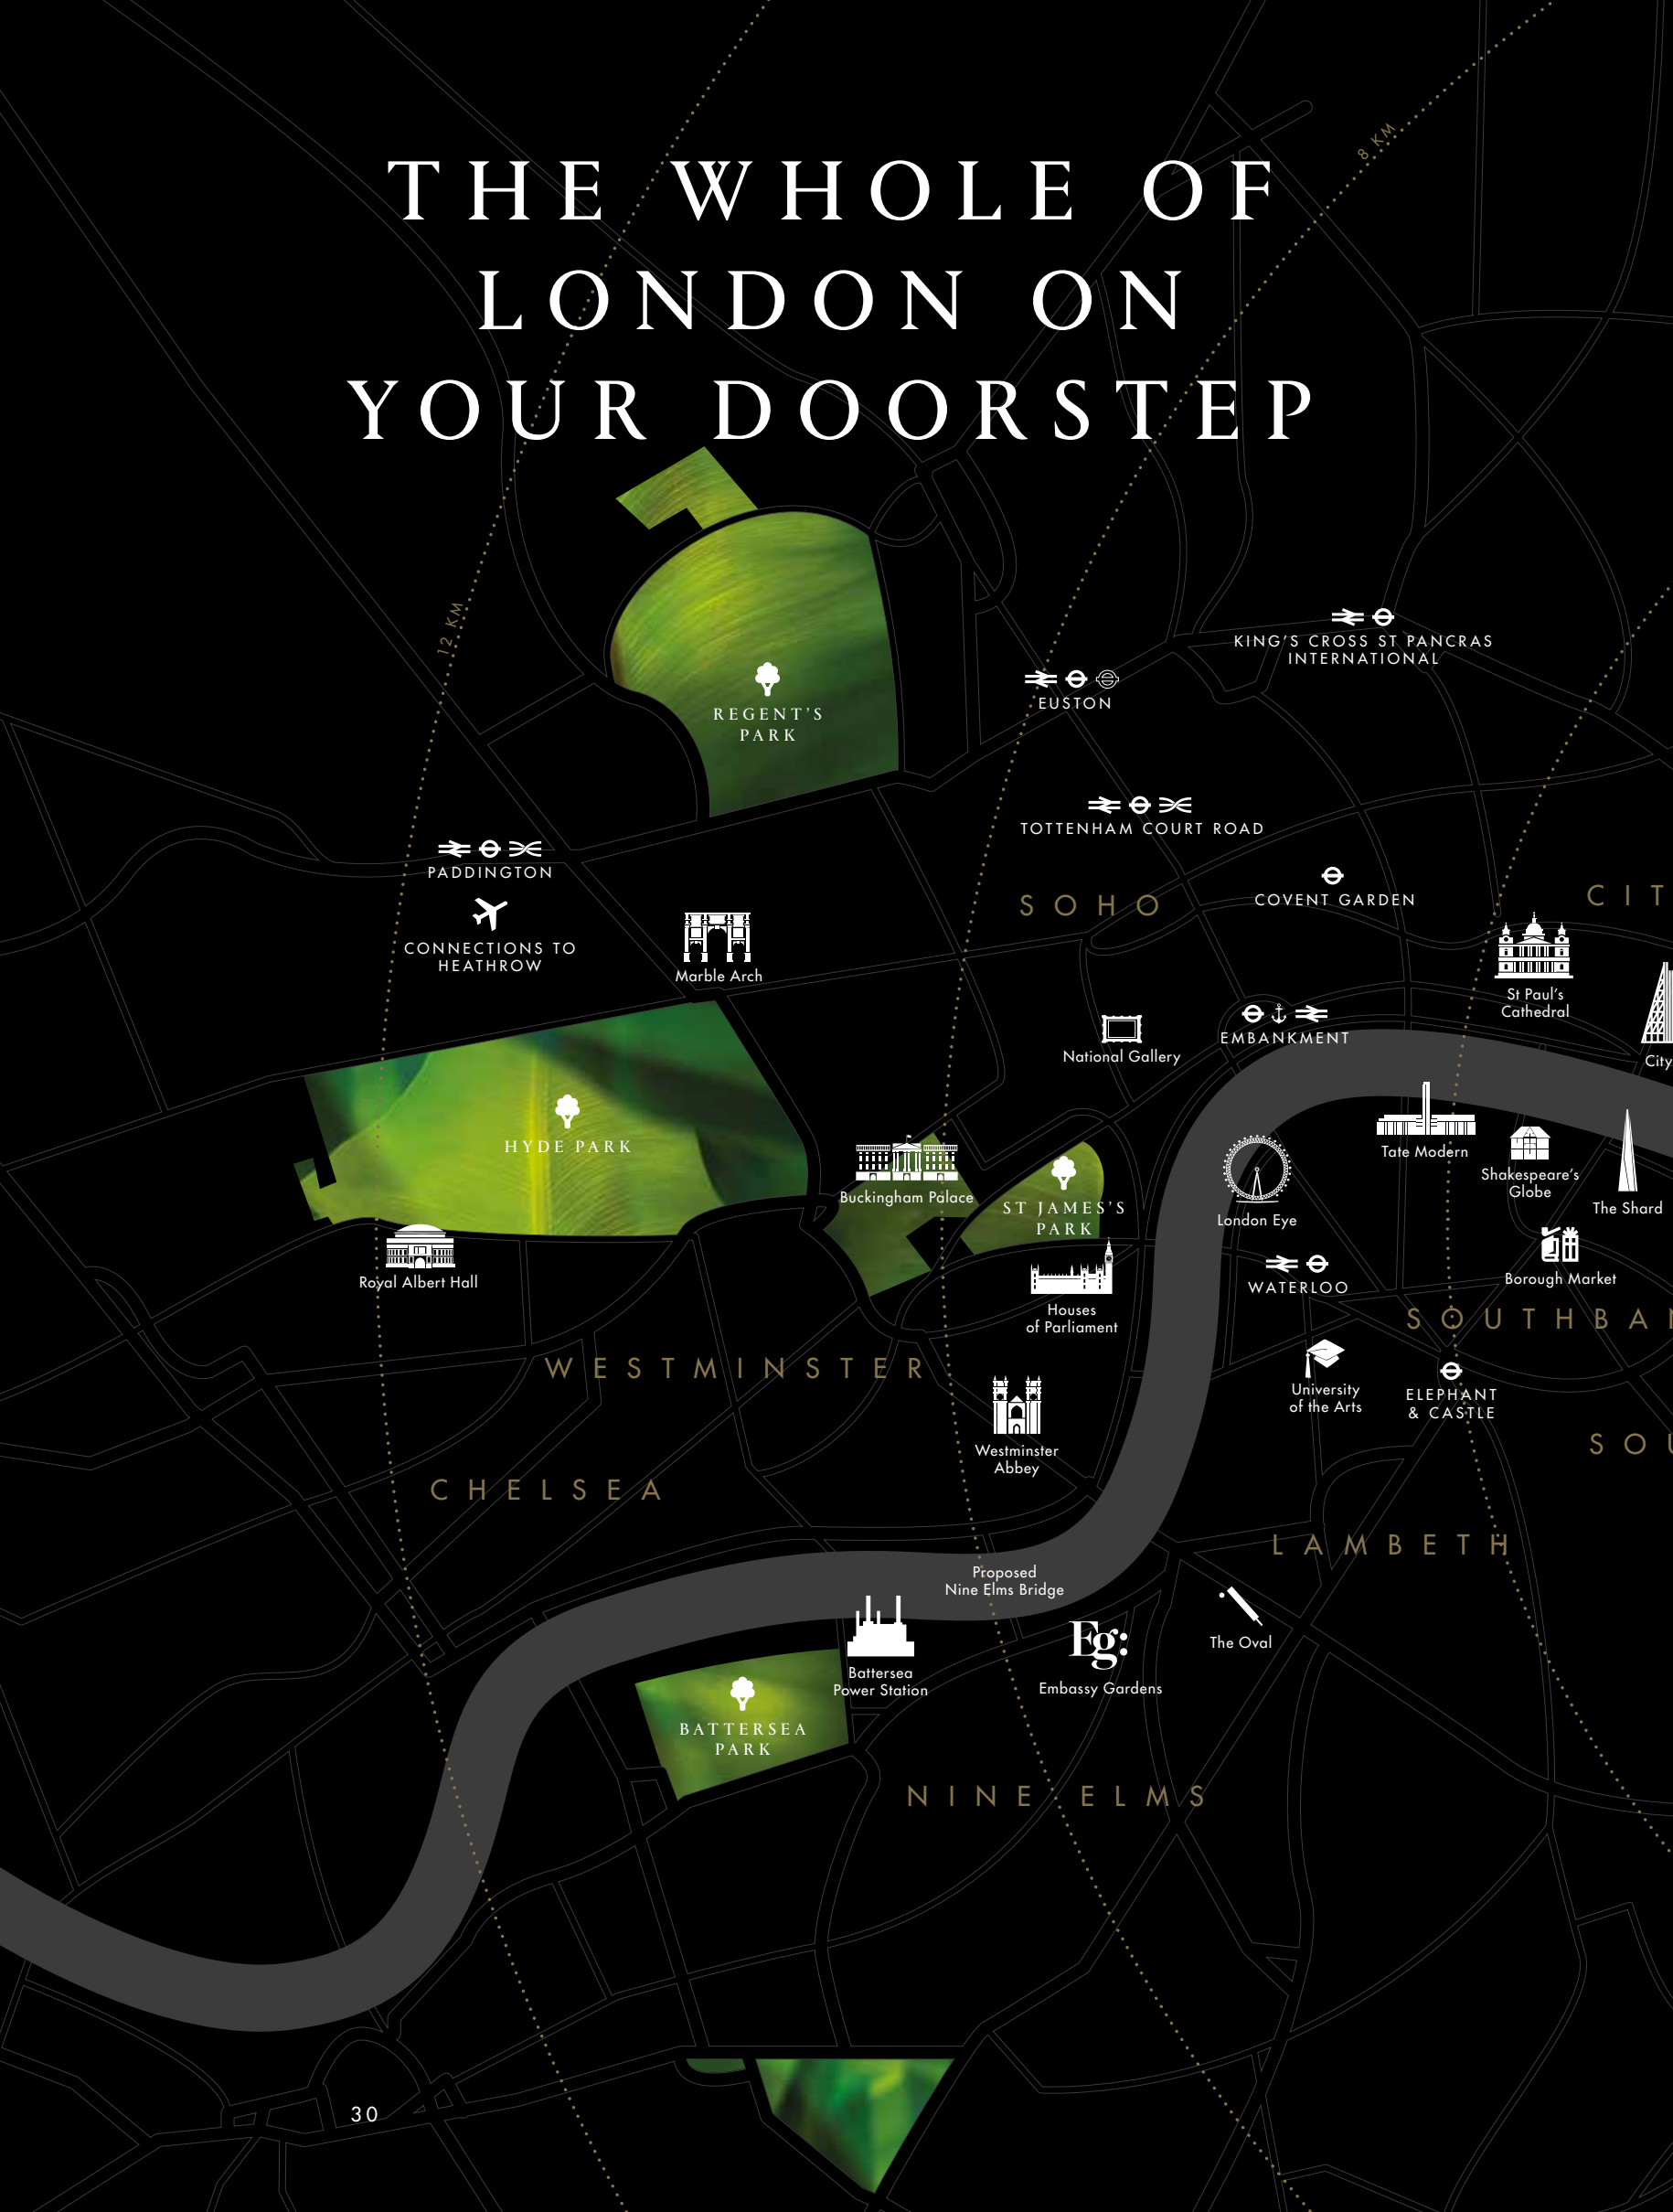 THE WHOLE OF
LONDON ON
YOUR DOORSTEP
8 KM
12 KM
KING'S CROSS ST PANCRAS
INTERNATIONAL
EUSTON
REGENT'S
PARK
TOTTENHAM COURT ROAD
PADDINGTON
COVENT GARDEN
SOHO
CIT
CONNECTIONS TO
HEATHROW
Marble Arch
St Paul's
Cathedral
National Gallery
EMBANKMENT
City
HYDE PARK
Tate Modern
Shakespeare's
Globe
Buckingham Palace
ST JAMES'S
PARK
The Shard
London Eye
Royal Albert Hall
Borough Market
WATERLOO
Houses
of Parliament
SOUTHBAN
WESTMINSTER
University
of the Arts
ELEPHANT
& CASTLE
SOU
Westminster
Abbey
CHELSEA
LAMBETH
Proposed
Nine Elms Bridge
The Oval
Eg:
Battersea
Power Station
Embassy Gardens
BATTERSEA
PARK
NINE ELMS
30